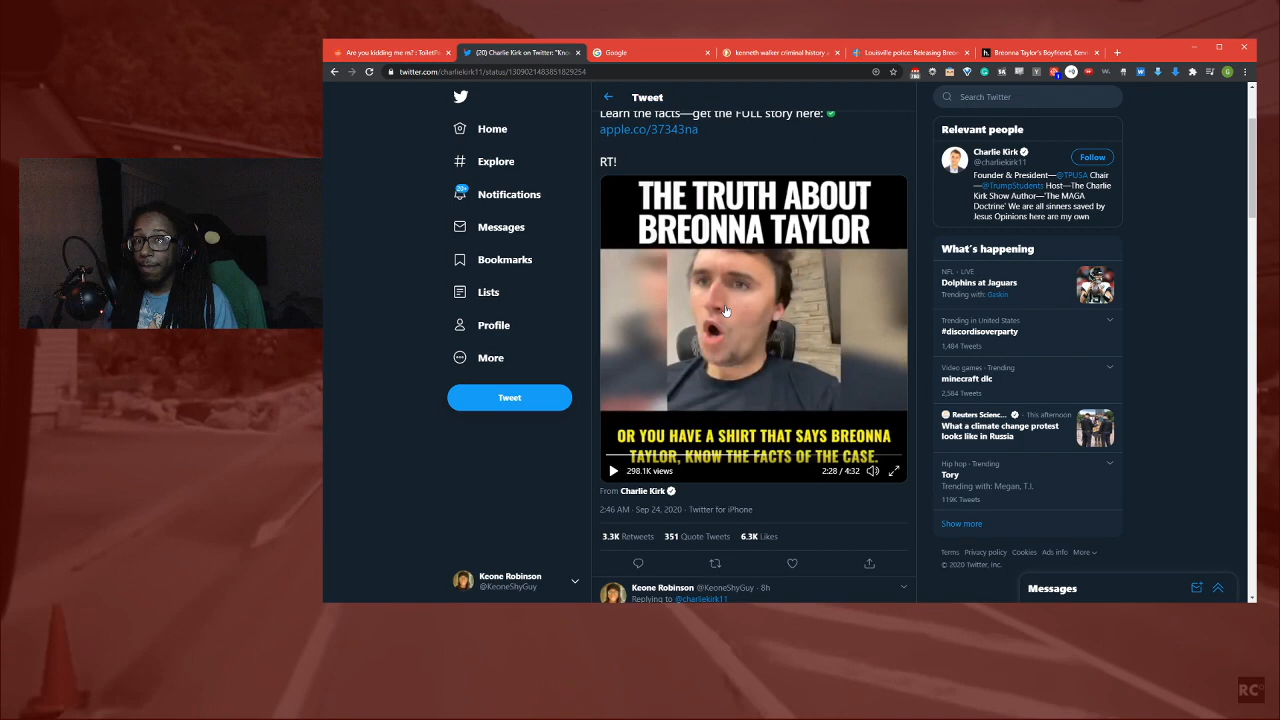 Are you kidding me rn? : ToiletPa
(20) Charlie Kirk on Twitter: "Kno
Google
kenneth walker criminal history a
Louisville police: Releasing Breon
Breonna Taylor's Boyfriend, Kenn
twitter.com/charliekirk11/status/1309021483851829254
Home
Explore
20+
Notifications
Messages
Bookmarks
Lists
Profile
More
Tweet
Keone Robinson
@KeoneShyGuy
Tweet
Learn the facts—get the FULL story here:
apple.co/37343na
RT!
THE TRUTH ABOUT
BREONNA TAYLOR
OR YOU HAVE A SHIRT THAT SAYS BREONNA
TAYLOR, KNOW THE FACTS OF THE CASE.
298.1K views
2:28 / 4:32
From Charlie Kirk
2:46 AM · Sep 24, 2020 · Twitter for iPhone
3.3K Retweets 351 Quote Tweets 6.3K Likes
Keone Robinson @KeoneShyGuy · 8h
Replying to @charliekirk11
Search Twitter
Relevant people
Charlie Kirk
@charliekirk11
Follow
Founder & President—@TPUSA Chair
—@TrumpStudents Host—The Charlie
Kirk Show Author—'The MAGA
Doctrine' We are all sinners saved by
Jesus Opinions here are my own
What's happening
NFL · LIVE
Dolphins at Jaguars
Trending with: Gaskin
Trending in United States
#discordisoverparty
1,484 Tweets
Video games · Trending
minecraft dlc
2,584 Tweets
Reuters Scienc... · This afternoon
What a climate change protest
looks like in Russia
Hip hop · Trending
Tory
Trending with: Megan, T.I.
119K Tweets
Show more
Terms Privacy policy Cookies Ads info More
© 2020 Twitter, Inc.
Messages
RC